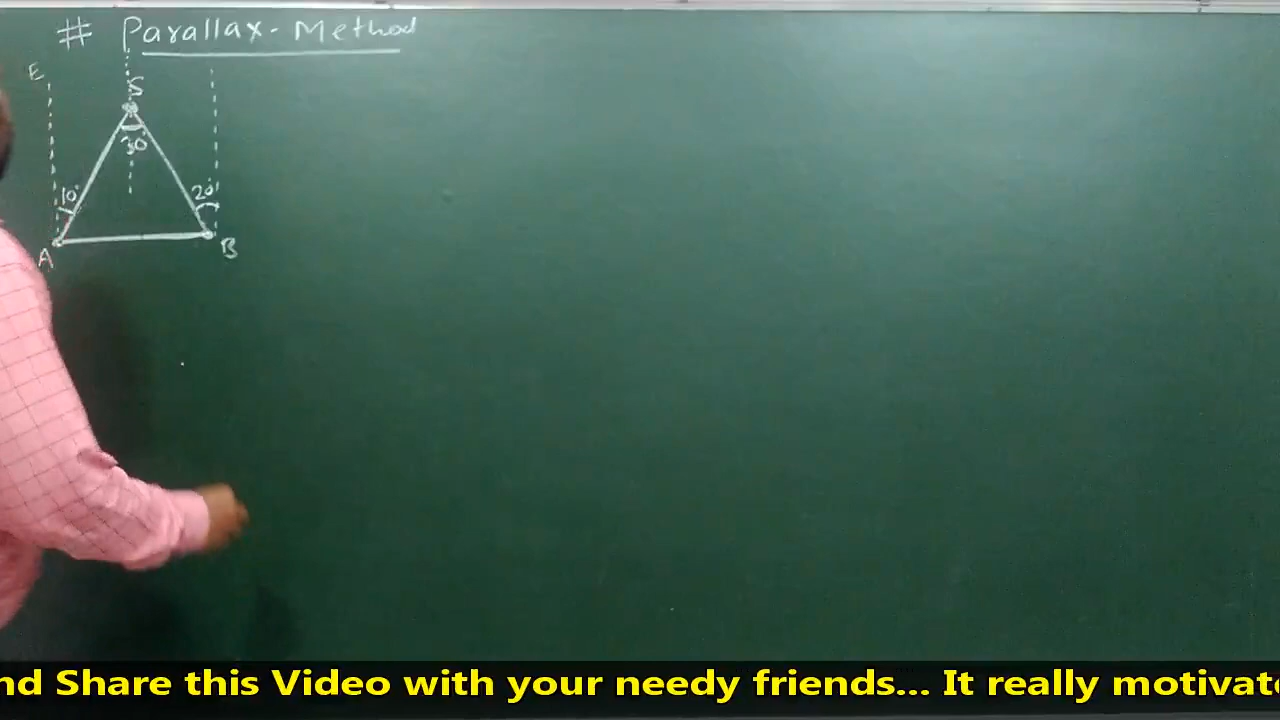 # Parallax-Method
E
S
30°
10°
20°
A
B
nd Share this Video with your needy friends... It really motivate